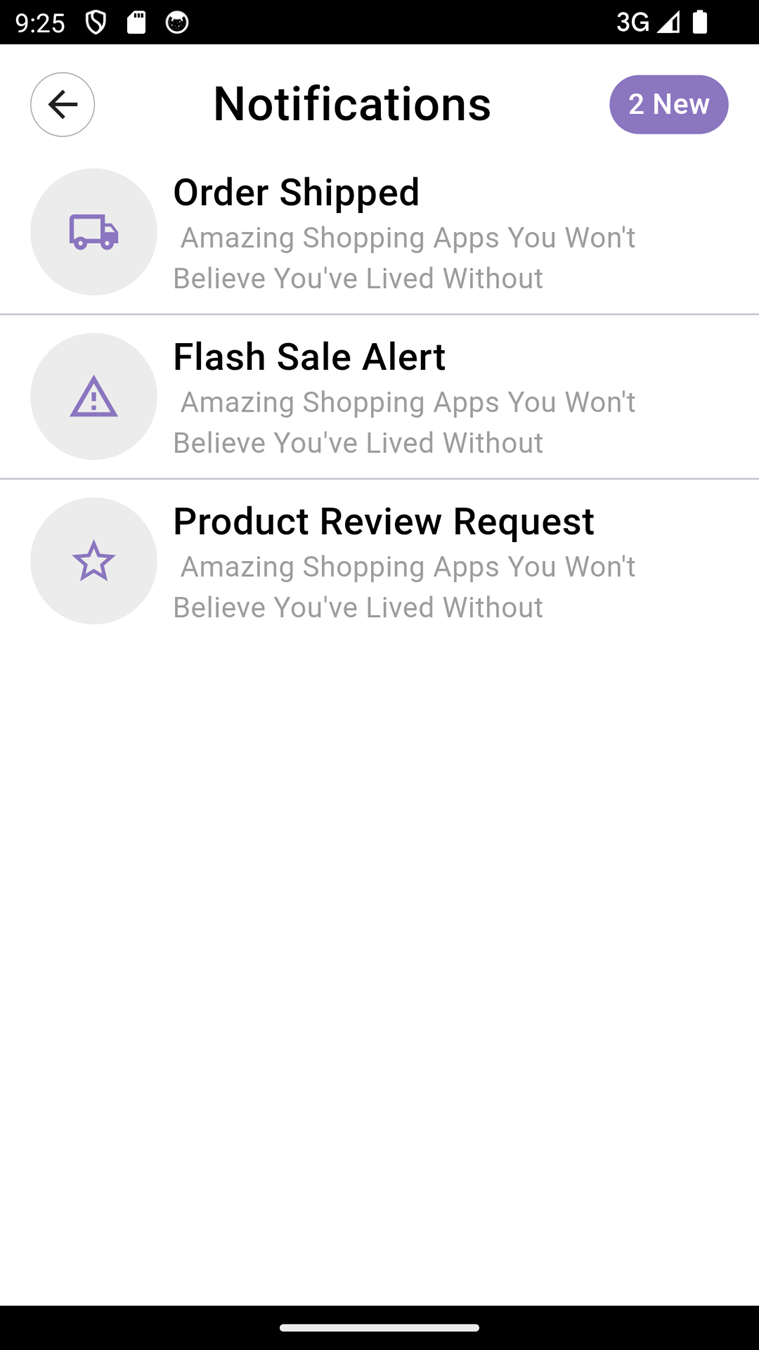 9:25 3G
Notifications
2 New
Order Shipped
Amazing Shopping Apps You Won't
Believe You've Lived Without
Flash Sale Alert
Amazing Shopping Apps You Won't
Believe You've Lived Without
Product Review Request
Amazing Shopping Apps You Won't
Believe You've Lived Without